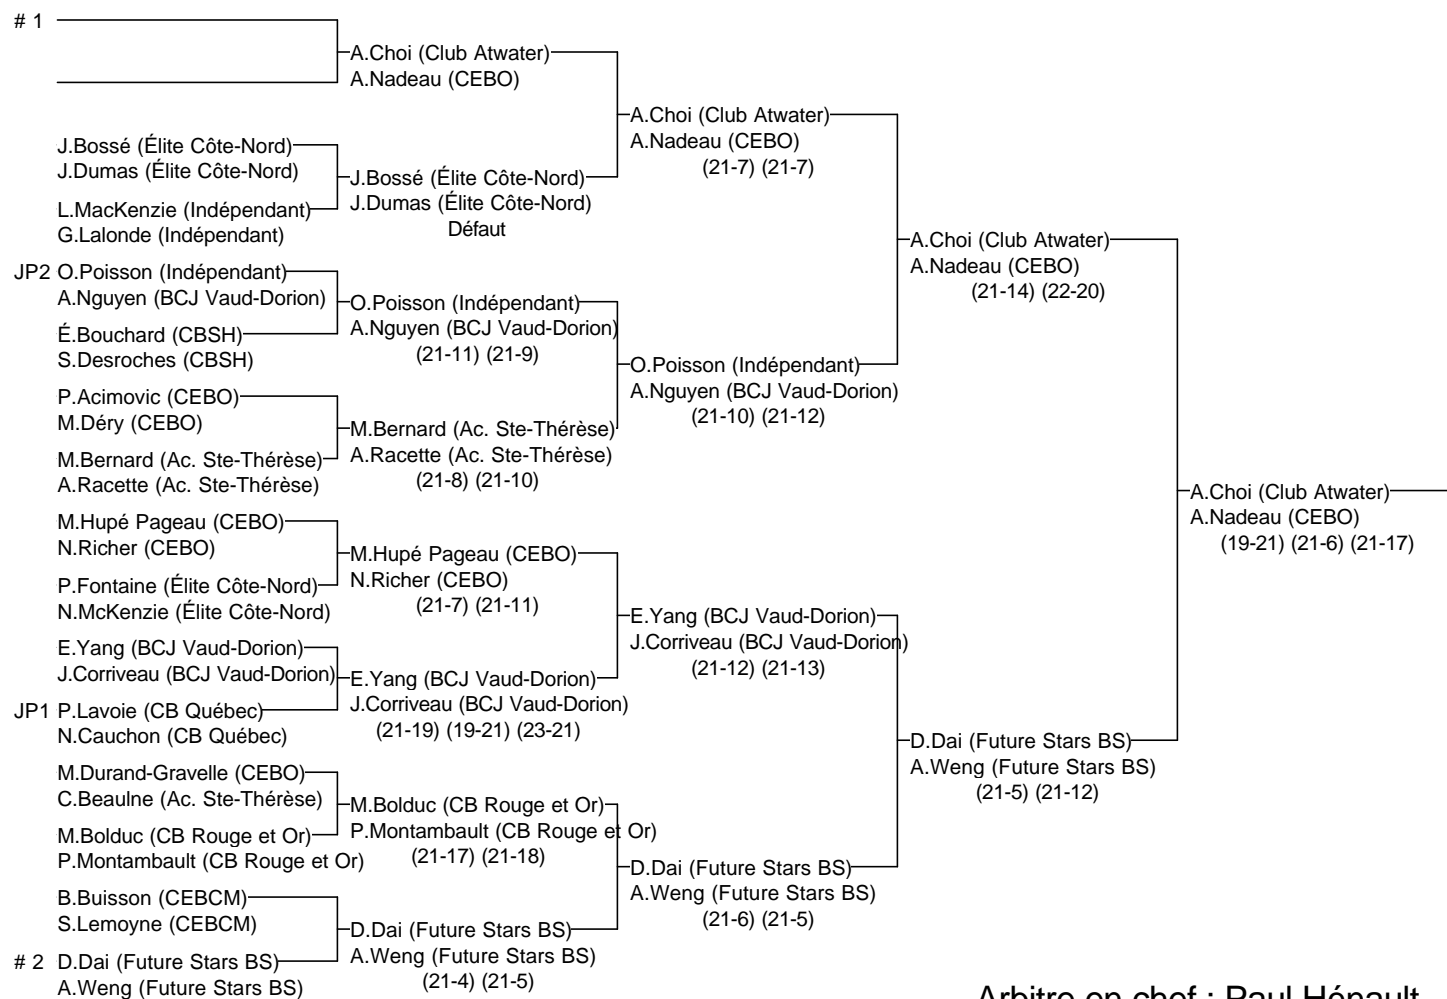 # 1
A.Choi (Club Atwater)
A.Nadeau (CEBO)
J.Bossé (Élite Côte-Nord)
J.Dumas (Élite Côte-Nord)
L.MacKenzie (Indépendant)
G.Lalonde (Indépendant)
J.Bossé (Élite Côte-Nord)
J.Dumas (Élite Côte-Nord)
Défaut
A.Choi (Club Atwater)
A.Nadeau (CEBO)
(21-7) (21-7)
JP2 O.Poisson (Indépendant)
A.Nguyen (BCJ Vaud-Dorion)
É.Bouchard (CBSH)
S.Desroches (CBSH)
O.Poisson (Indépendant)
A.Nguyen (BCJ Vaud-Dorion)
(21-11) (21-9)
P.Acimovic (CEBO)
M.Déry (CEBO)
M.Bernard (Ac. Ste-Thérèse)
A.Racette (Ac. Ste-Thérèse)
M.Bernard (Ac. Ste-Thérèse)
A.Racette (Ac. Ste-Thérèse)
(21-8) (21-10)
O.Poisson (Indépendant)
A.Nguyen (BCJ Vaud-Dorion)
(21-10) (21-12)
A.Choi (Club Atwater)
A.Nadeau (CEBO)
(21-14) (22-20)
M.Hupé Pageau (CEBO)
N.Richer (CEBO)
P.Fontaine (Élite Côte-Nord)
N.McKenzie (Élite Côte-Nord)
M.Hupé Pageau (CEBO)
N.Richer (CEBO)
(21-7) (21-11)
E.Yang (BCJ Vaud-Dorion)
J.Corriveau (BCJ Vaud-Dorion)
JP1 P.Lavoie (CB Québec)
N.Cauchon (CB Québec)
E.Yang (BCJ Vaud-Dorion)
J.Corriveau (BCJ Vaud-Dorion)
(21-19) (19-21) (23-21)
E.Yang (BCJ Vaud-Dorion)
J.Corriveau (BCJ Vaud-Dorion)
(21-12) (21-13)
M.Durand-Gravelle (CEBO)
C.Beaulne (Ac. Ste-Thérèse)
M.Bolduc (CB Rouge et Or)
P.Montambault (CB Rouge et Or)
M.Bolduc (CB Rouge et Or)
P.Montambault (CB Rouge et Or)
(21-17) (21-18)
B.Buisson (CEBCM)
S.Lemoyne (CEBCM)
# 2 D.Dai (Future Stars BS)
A.Weng (Future Stars BS)
D.Dai (Future Stars BS)
A.Weng (Future Stars BS)
(21-4) (21-5)
D.Dai (Future Stars BS)
A.Weng (Future Stars BS)
(21-6) (21-5)
D.Dai (Future Stars BS)
A.Weng (Future Stars BS)
(21-5) (21-12)
A.Choi (Club Atwater)
A.Nadeau (CEBO)
(19-21) (21-6) (21-17)
Arbitre en chef : Paul Hénault